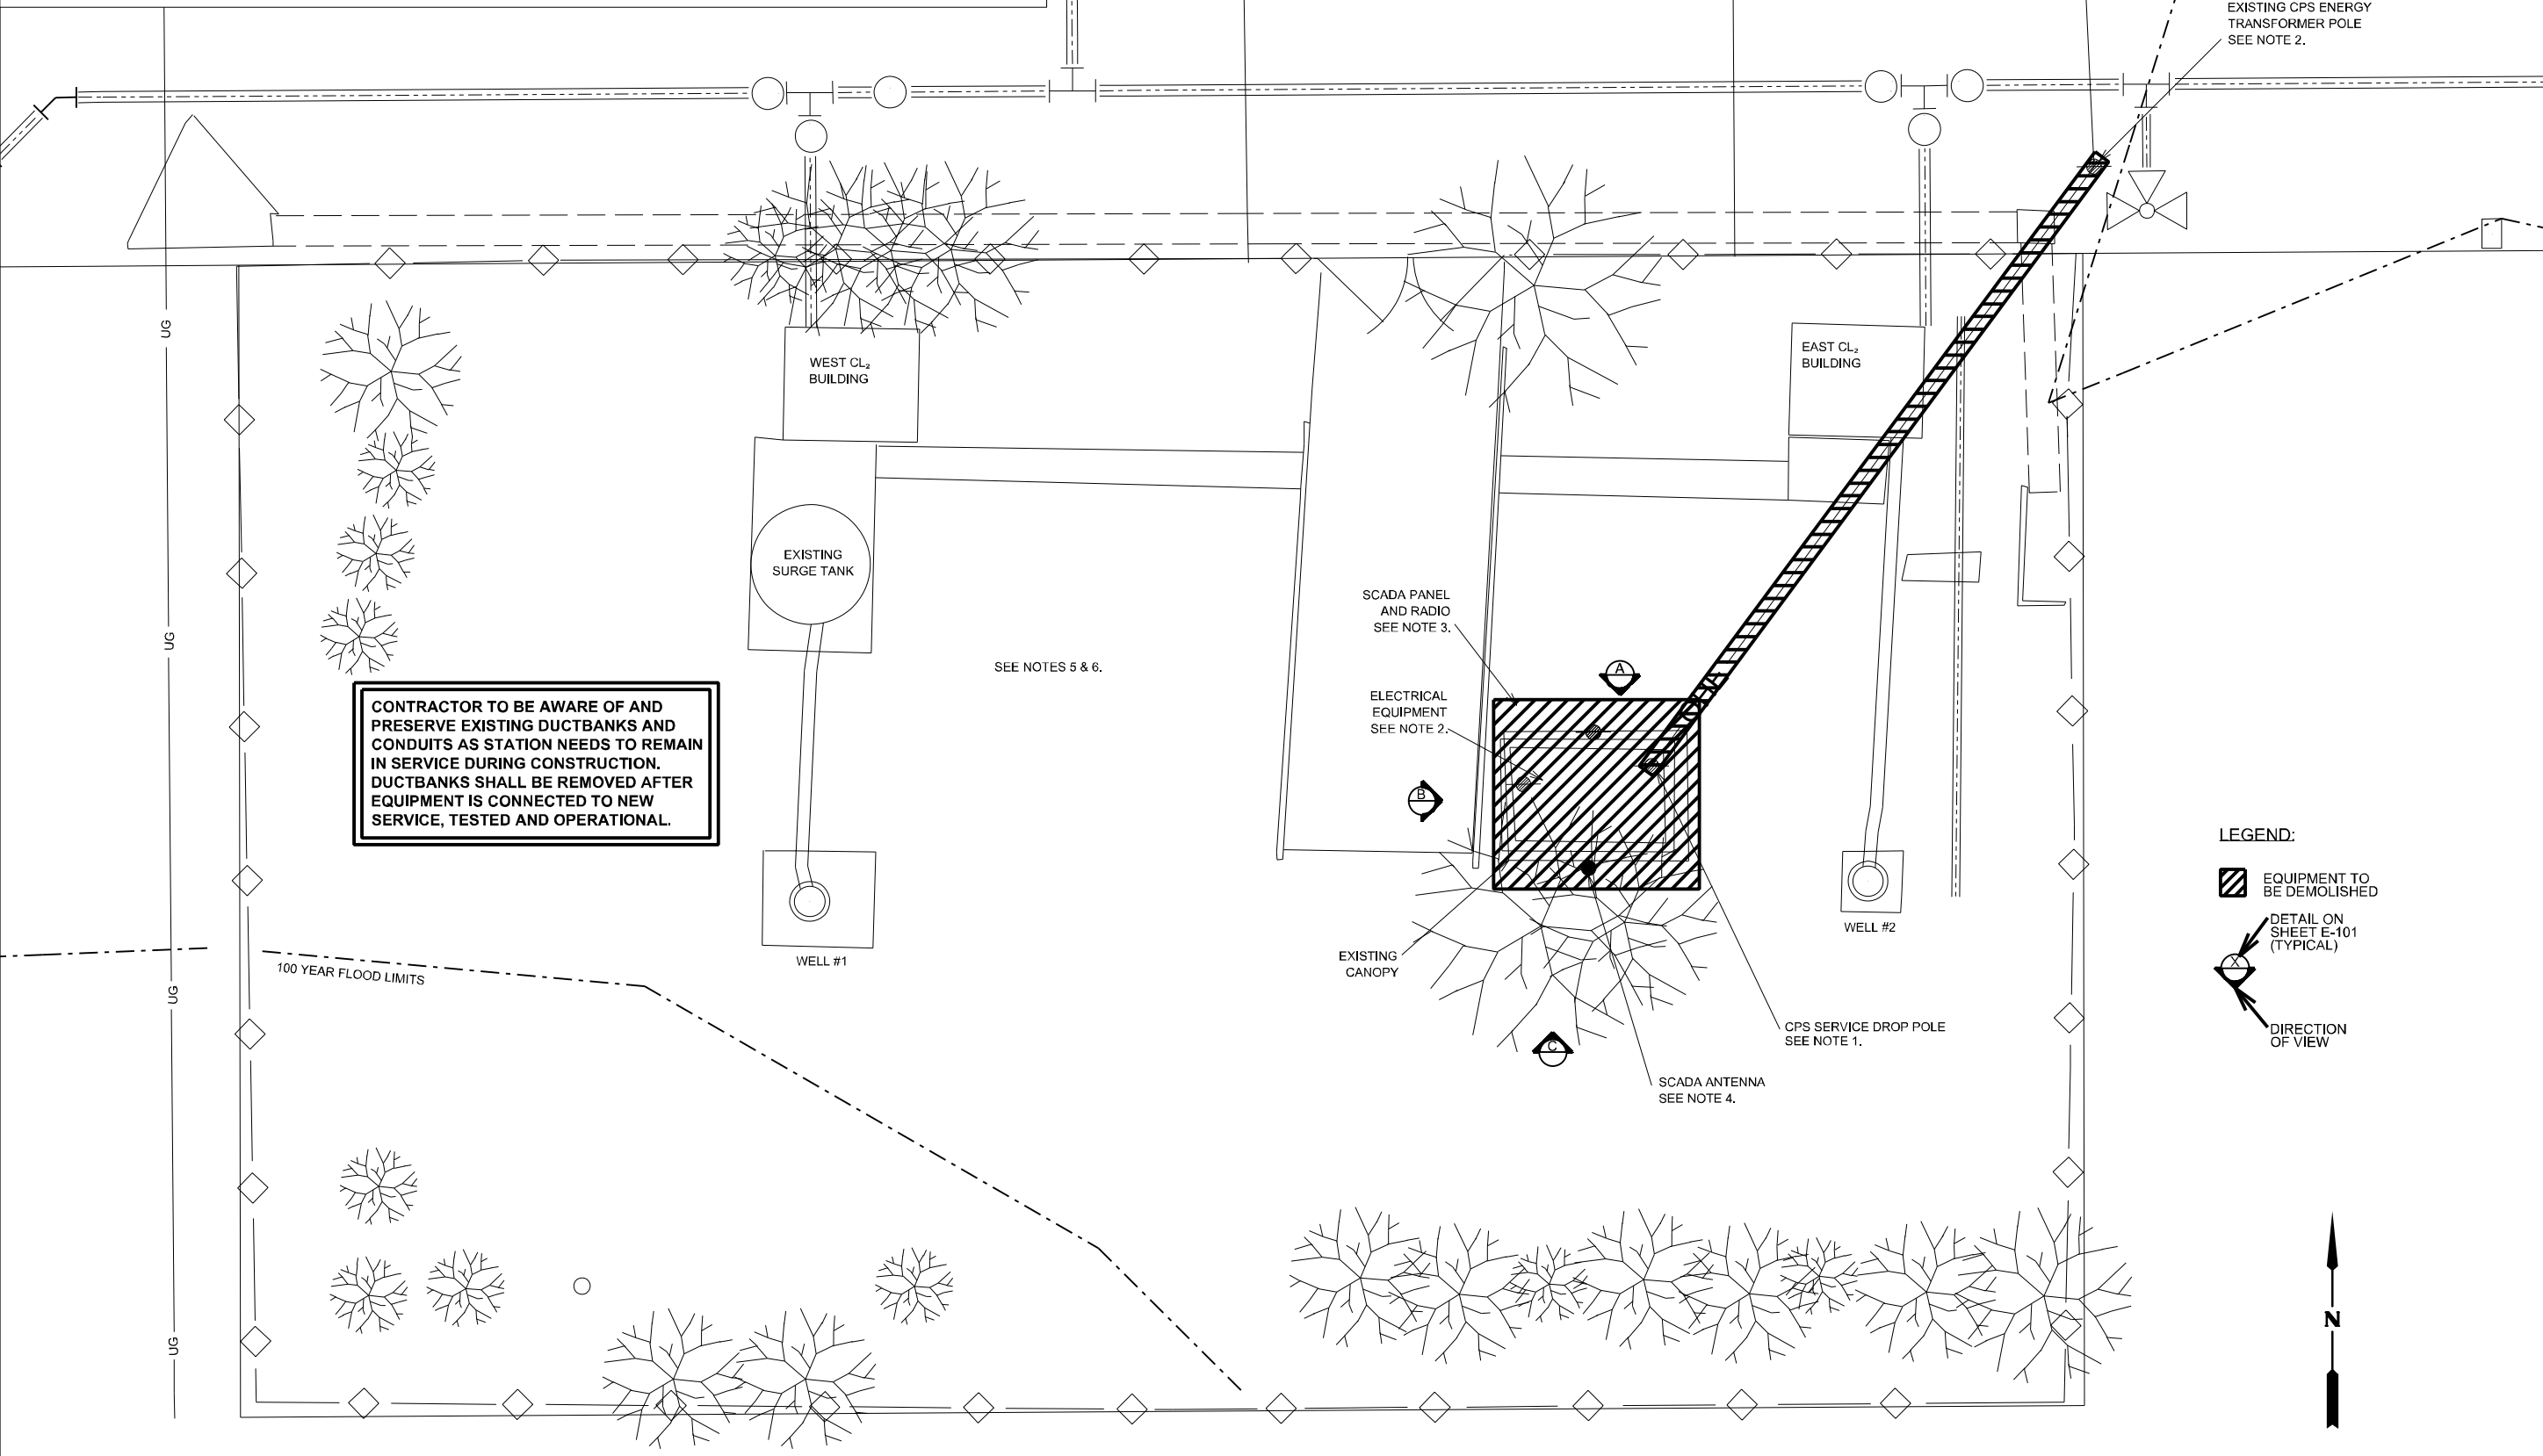 EXISTING CPS ENERGY
TRANSFORMER POLE
SEE NOTE 2.
UG
WEST CL₂
BUILDING
EAST CL₂
BUILDING
EXISTING
SURGE TANK
SCADA PANEL
AND RADIO
SEE NOTE 3.
UG
SEE NOTES 5 & 6.
A
ELECTRICAL
EQUIPMENT
SEE NOTE 2.
CONTRACTOR TO BE AWARE OF AND
PRESERVE EXISTING DUCTBANKS AND
CONDUITS AS STATION NEEDS TO REMAIN
IN SERVICE DURING CONSTRUCTION.
DUCTBANKS SHALL BE REMOVED AFTER
EQUIPMENT IS CONNECTED TO NEW
SERVICE, TESTED AND OPERATIONAL.
B
LEGEND:
EQUIPMENT TO
BE DEMOLISHED
DETAIL ON
SHEET E-101
(TYPICAL)
X
DIRECTION
OF VIEW
WELL #2
WELL #1
EXISTING
CANOPY
100 YEAR FLOOD LIMITS
UG
CPS SERVICE DROP POLE
SEE NOTE 1.
C
SCADA ANTENNA
SEE NOTE 4.
N
UG